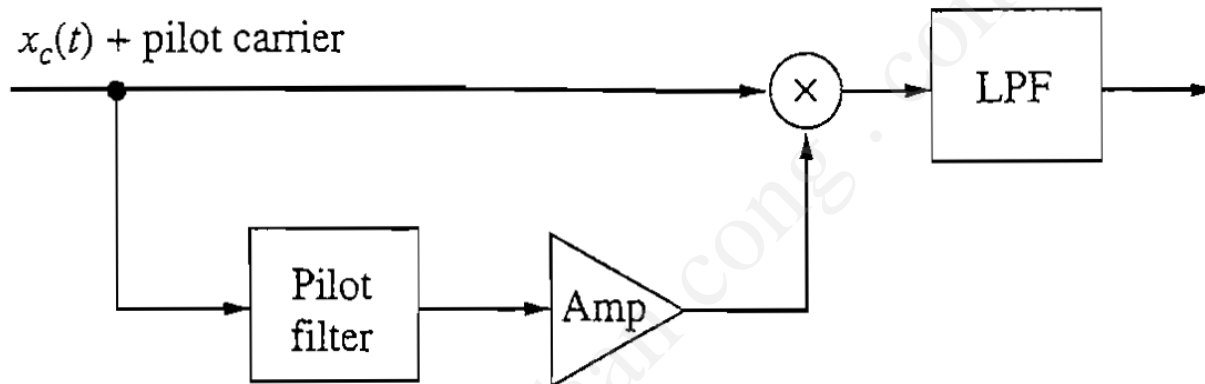 x_c(t) + pilot carrier
×
LPF
Pilot
filter
Amp